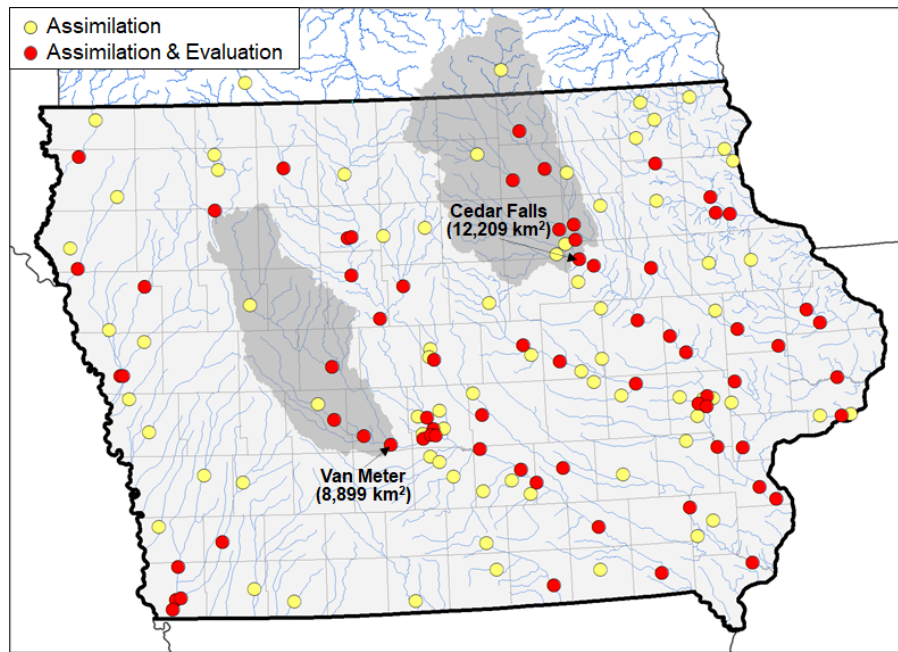 Assimilation
Assimilation & Evaluation
Cedar Falls
(12,209 km²)
Van Meter
(8,899 km²)